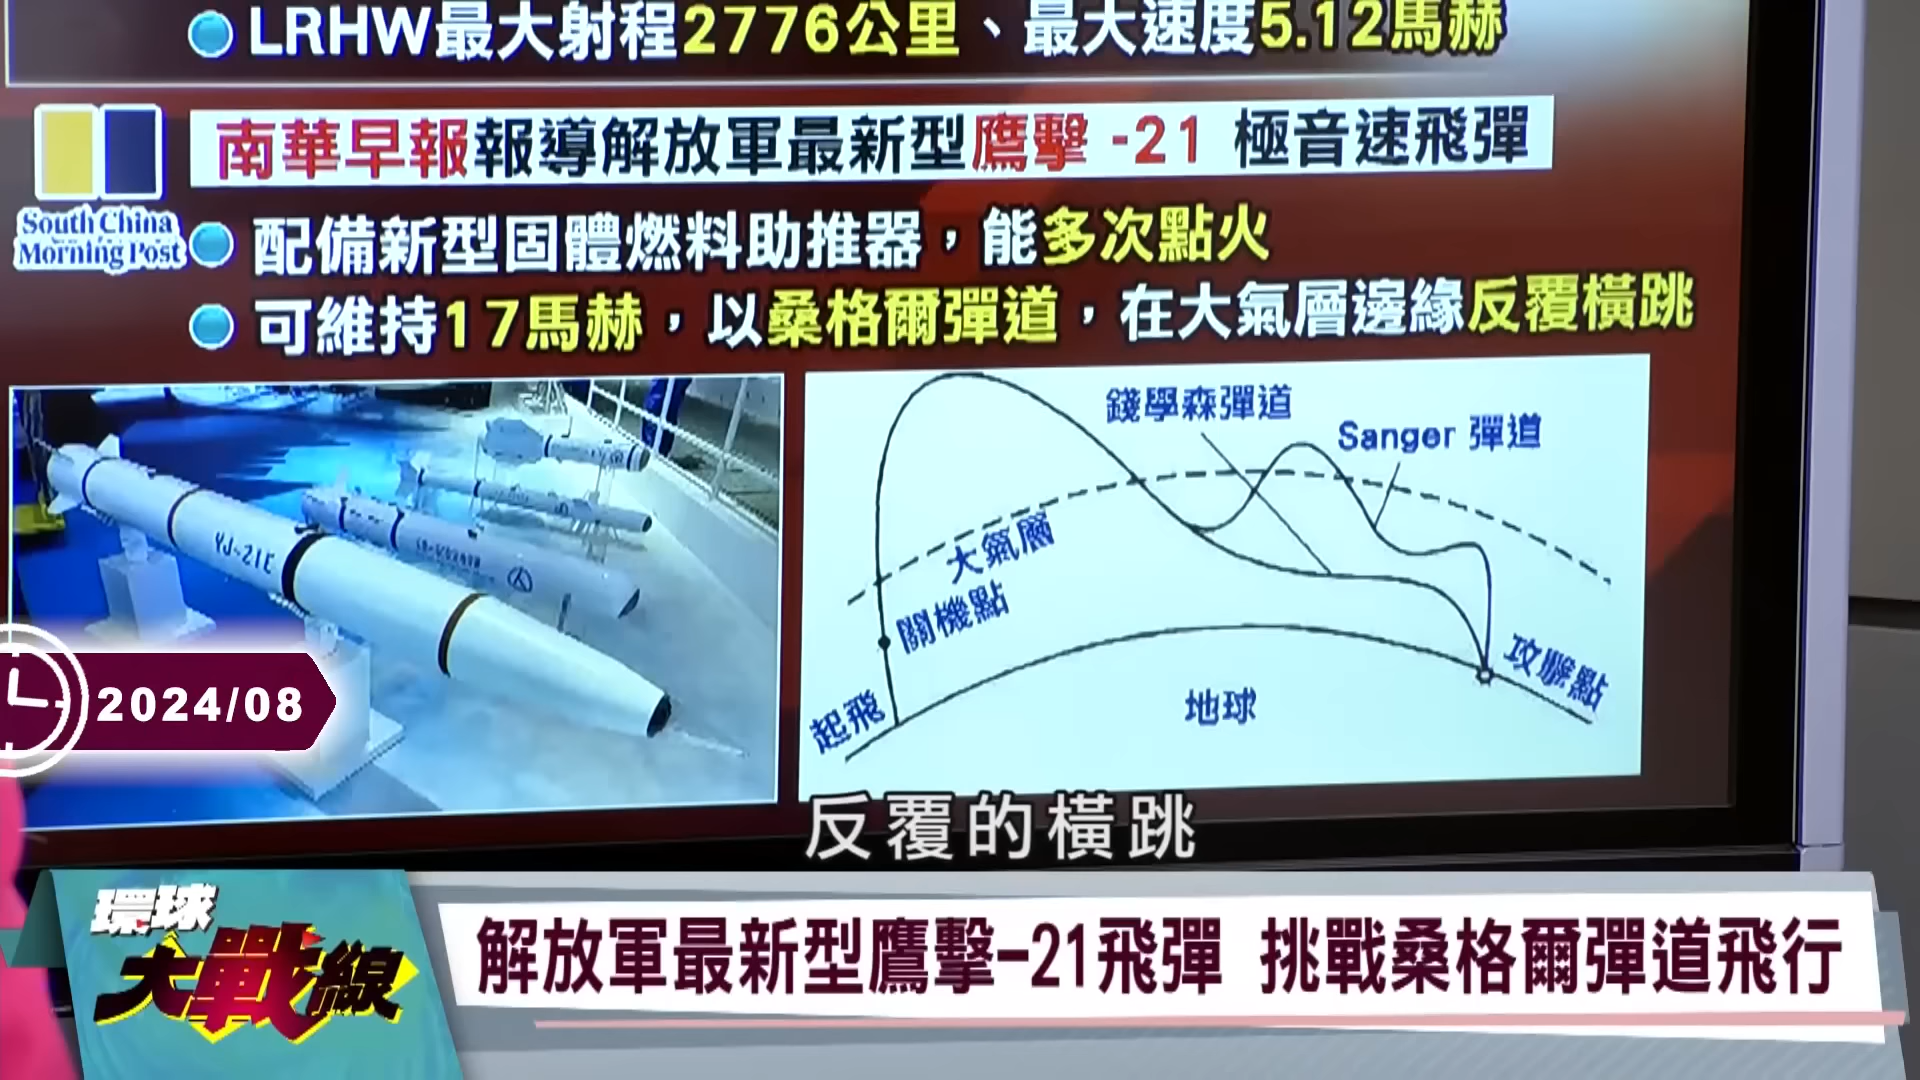 LRHW最大射程2776公里、最大速度5.12馬赫
南華早報報導解放軍最新型鷹擊-21 極音速飛彈
South China
Morning Post
配備新型固體燃料助推器，能多次點火
可維持17馬赫，以桑格爾彈道，在大氣層邊緣反覆橫跳
YJ-21E
錢學森彈道
Sanger 彈道
大氣層
關機點
起飛
地球
攻擊點
2024/08
反覆的橫跳
環球
大戰線
解放軍最新型鷹擊-21飛彈 挑戰桑格爾彈道飛行